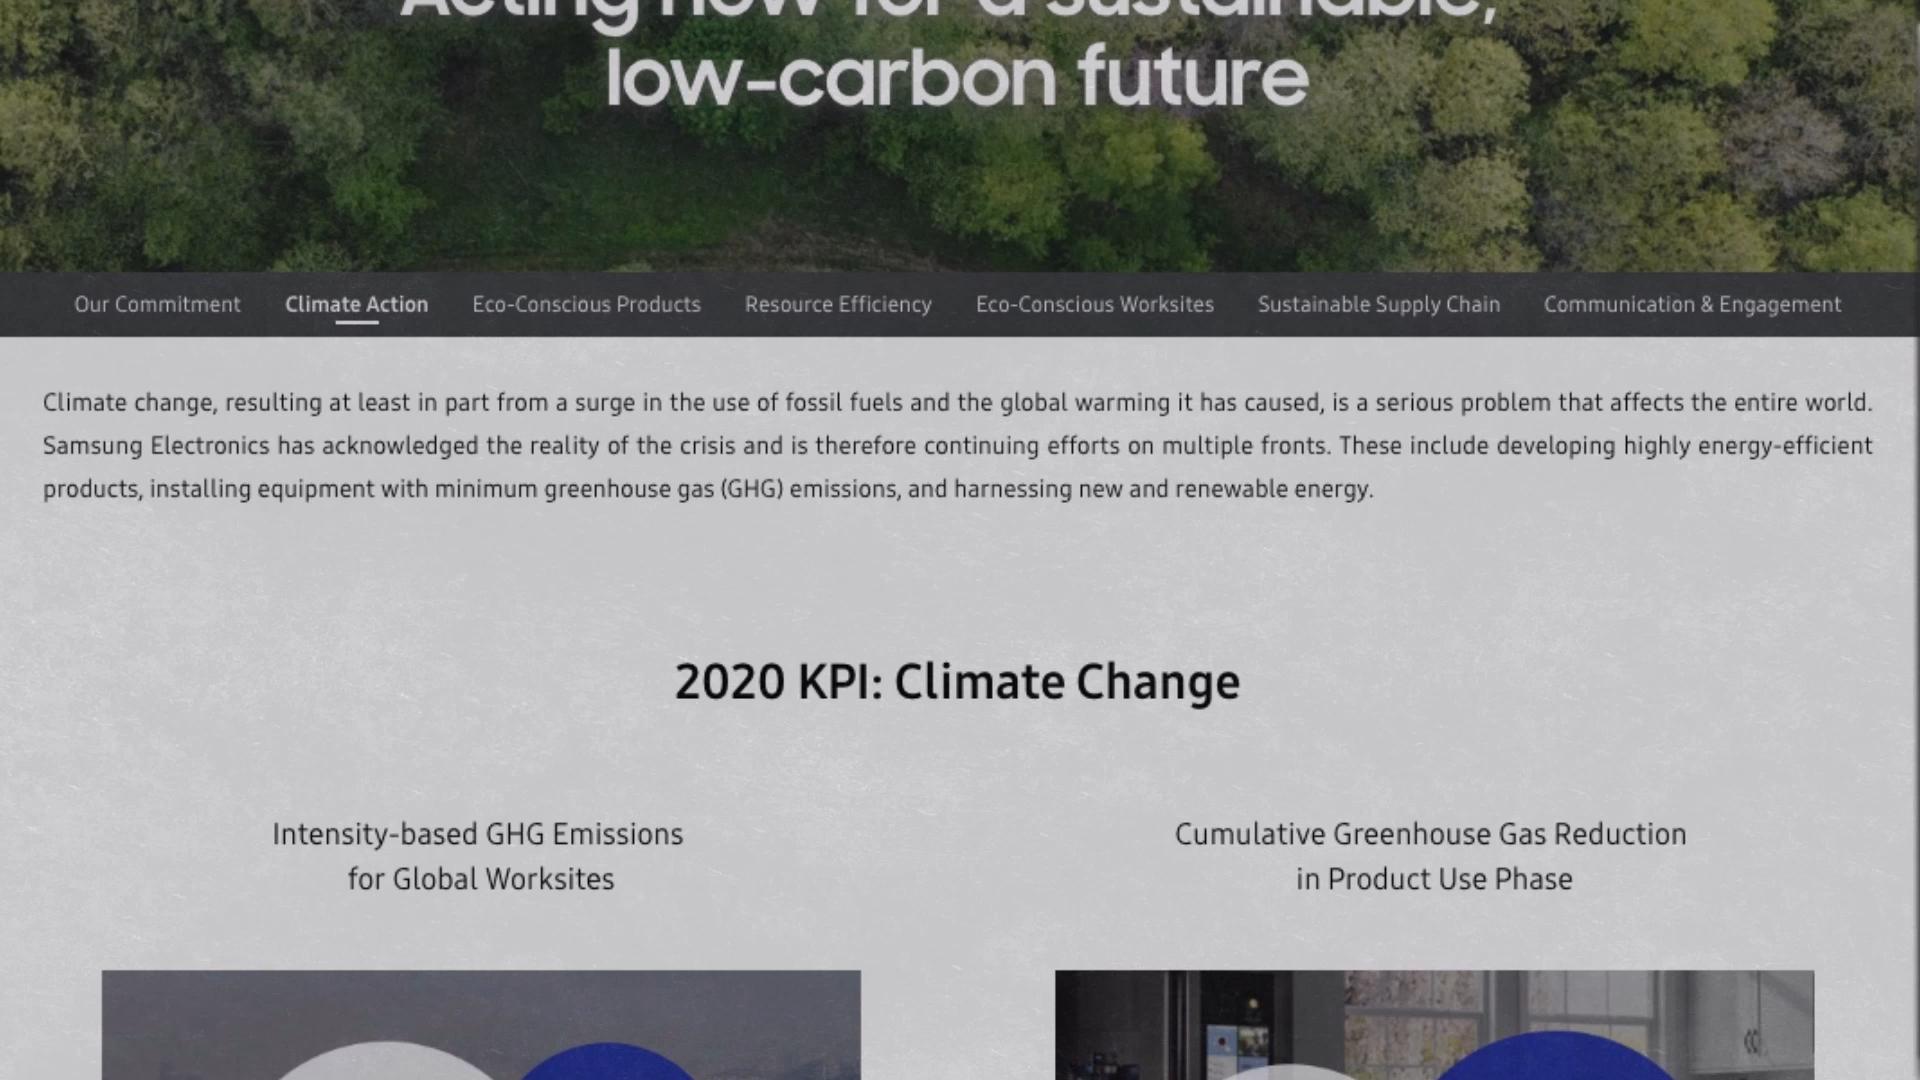 Acting now for a sustainable,
low-carbon future
Our Commitment Climate Action Eco-Conscious Products Resource Efficiency Eco-Conscious Worksites Sustainable Supply Chain Communication & Engagement
Climate change, resulting at least in part from a surge in the use of fossil fuels and the global warming it has caused, is a serious problem that affects the entire world.
Samsung Electronics has acknowledged the reality of the crisis and is therefore continuing efforts on multiple fronts. These include developing highly energy-efficient
products, installing equipment with minimum greenhouse gas (GHG) emissions, and harnessing new and renewable energy.
2020 KPI: Climate Change
Intensity-based GHG Emissions
for Global Worksites
Cumulative Greenhouse Gas Reduction
in Product Use Phase